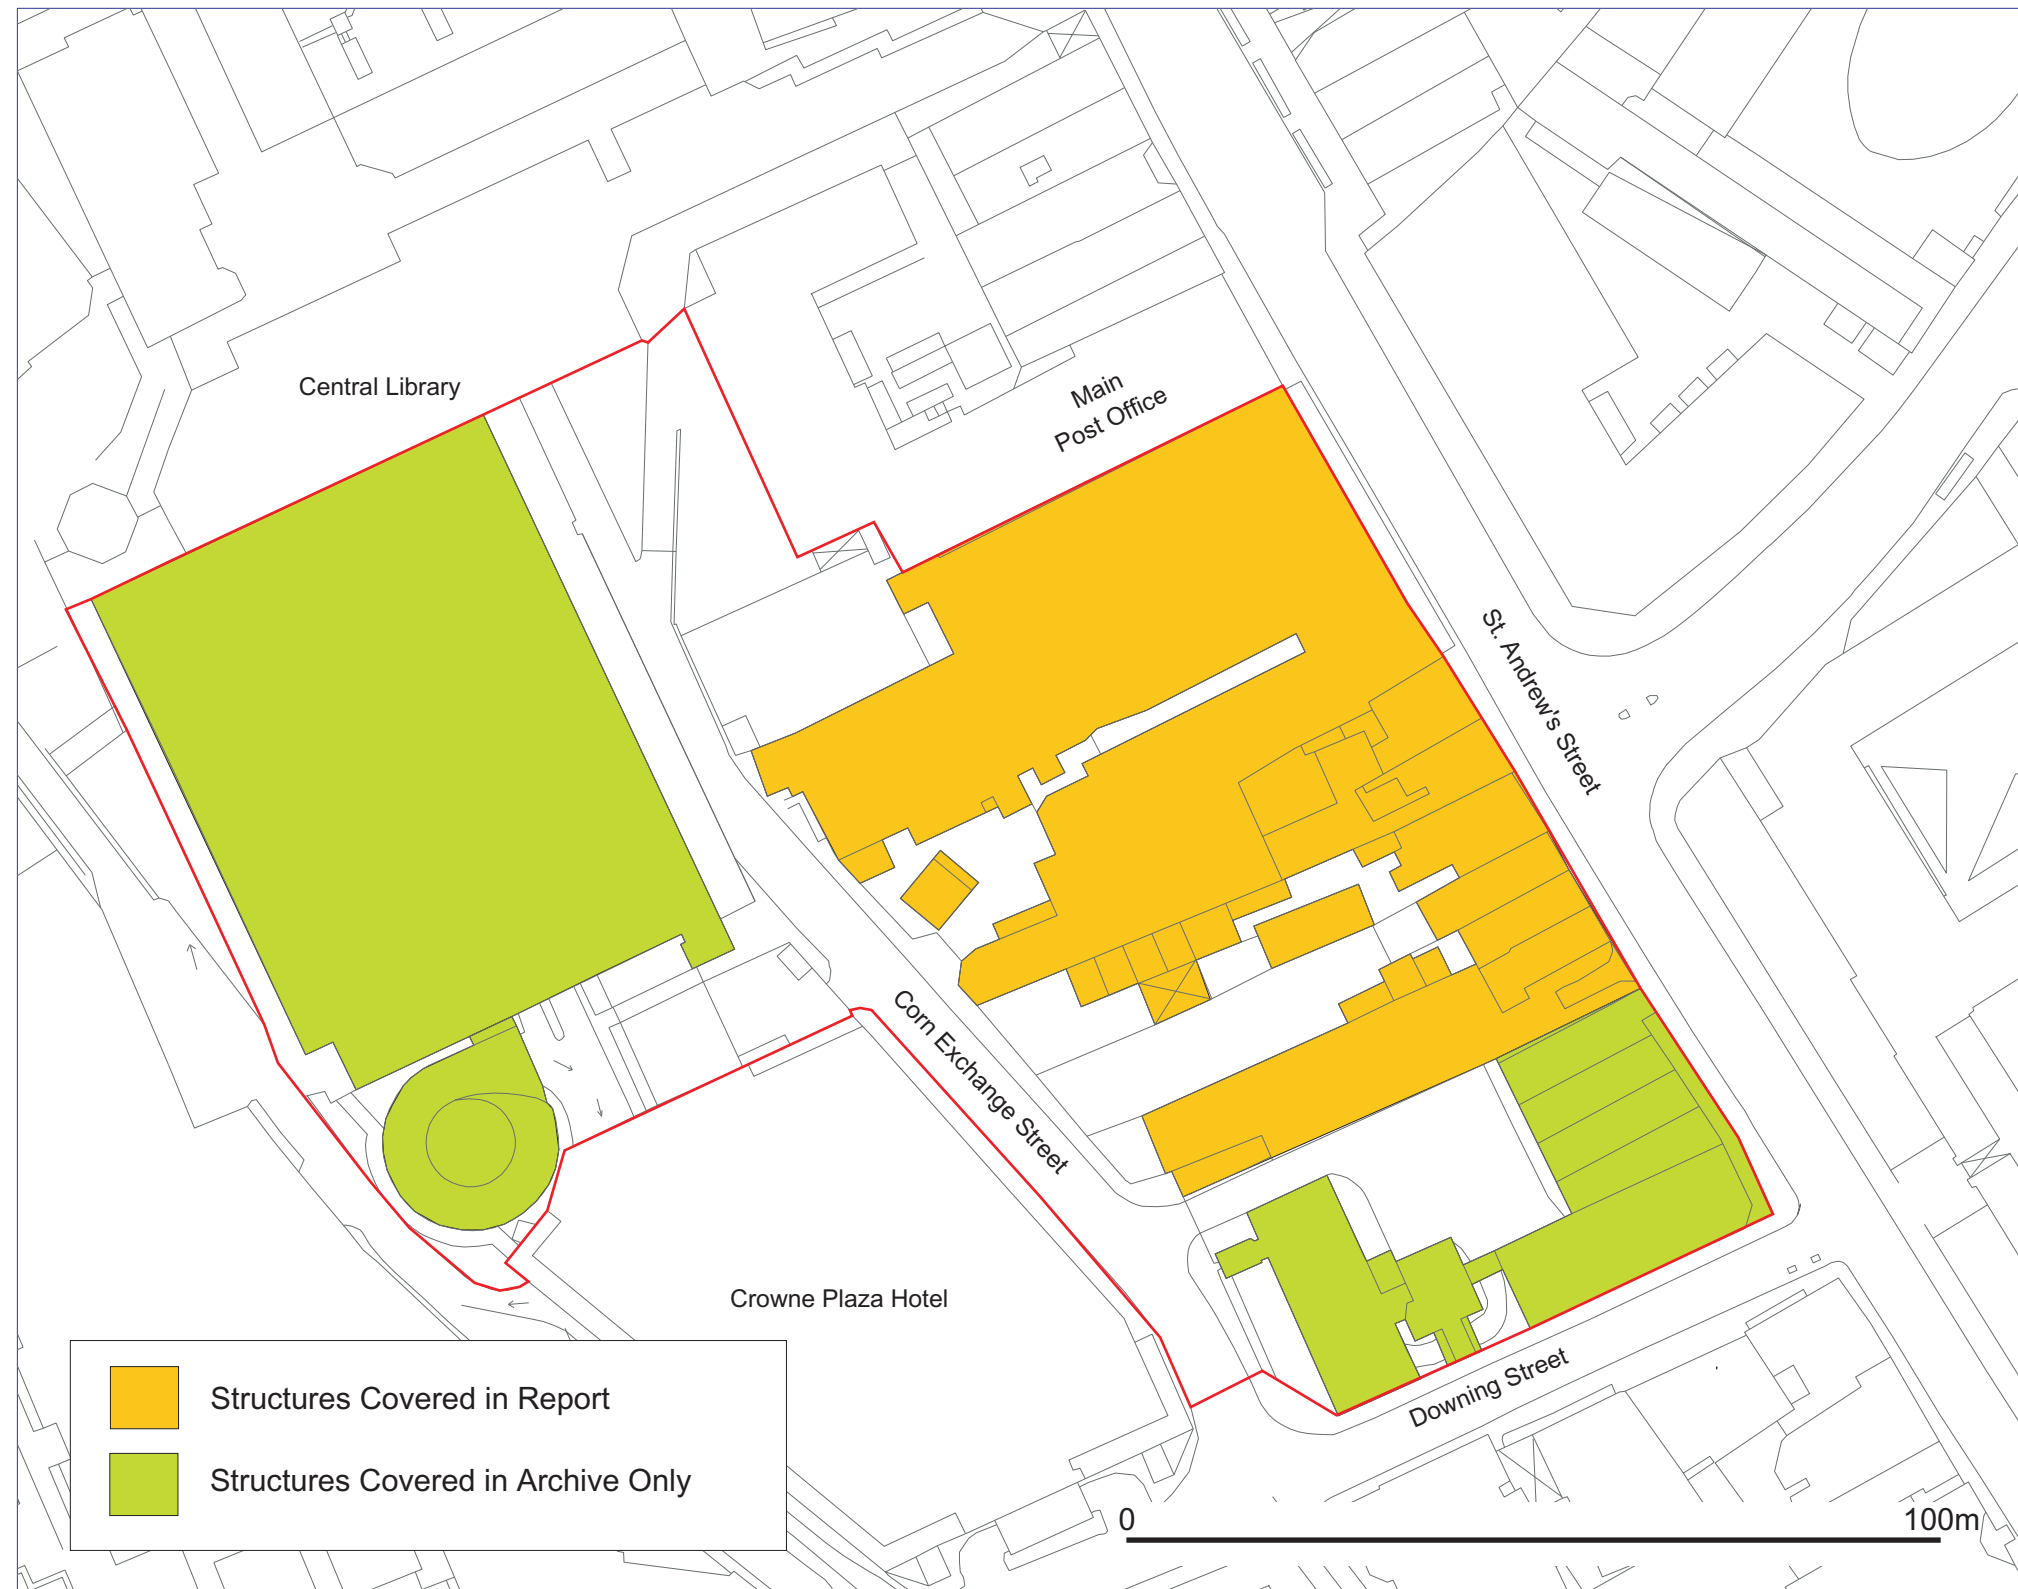 Central Library
Main
Post Office
St. Andrew's Street
Corn Exchange Street
Crowne Plaza Hotel
Downing Street
Structures Covered in Report
Structures Covered in Archive Only
0 100m